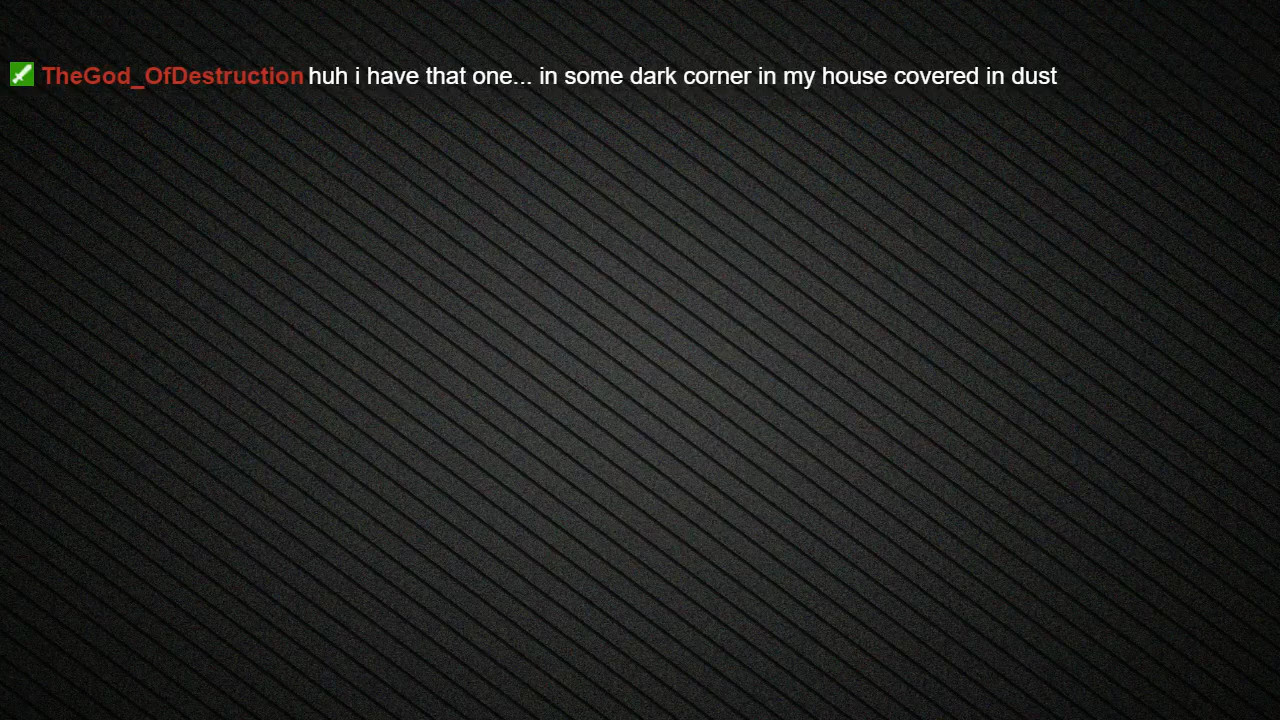 TheGod_OfDestruction huh i have that one... in some dark corner in my house covered in dust